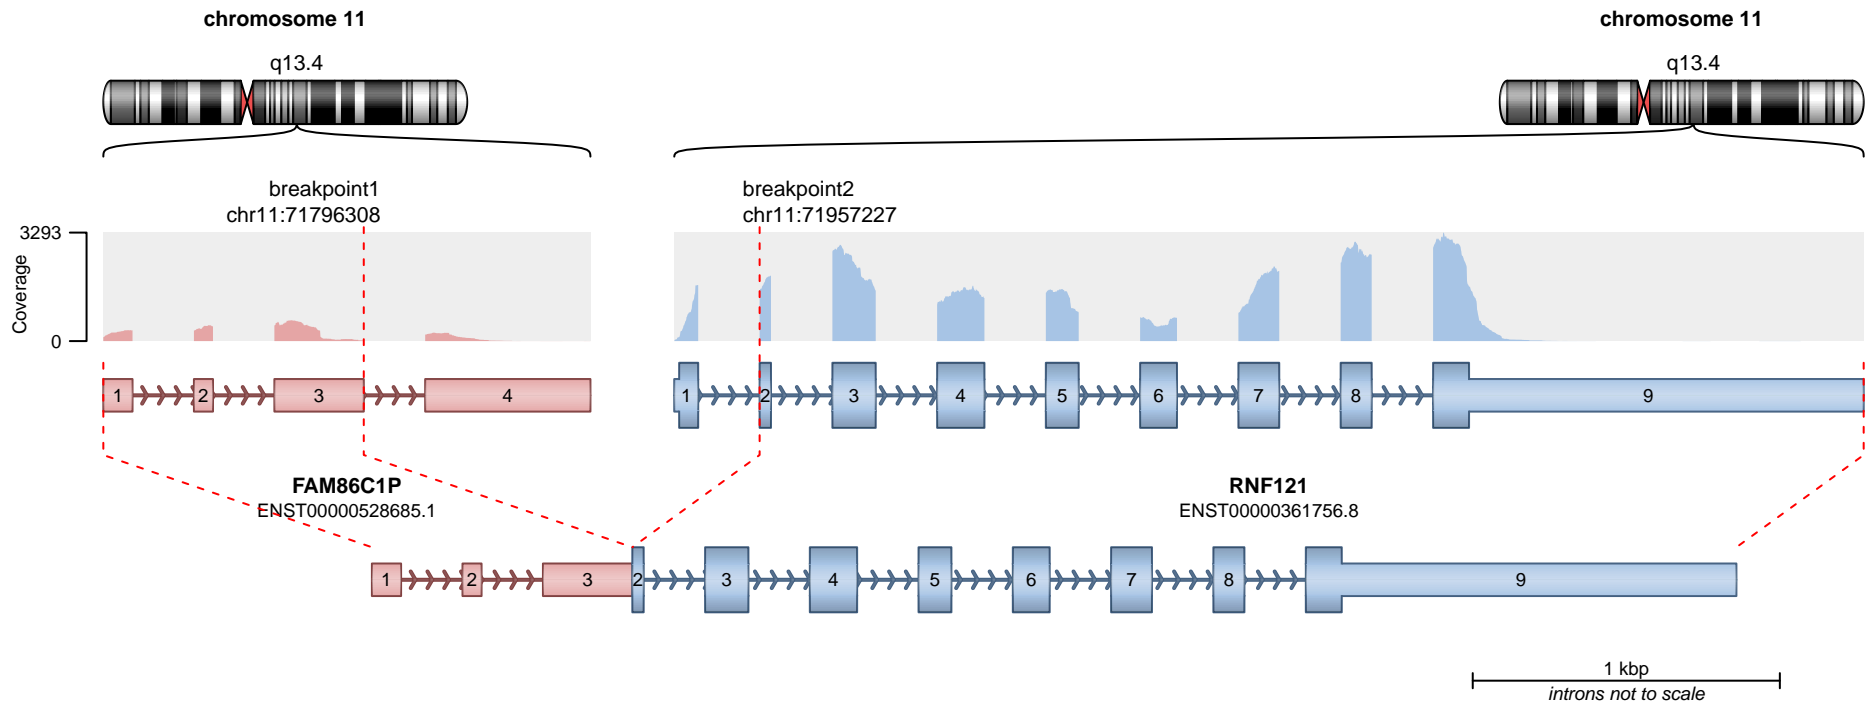 chromosome 11
chromosome 11
q13.4
q13.4
breakpoint1
chr11:71796308
breakpoint2
chr11:71957227
3293
Coverage
0
1 2 3 4
1 2 3 4 5 6 7 8 9
FAM86C1P
ENST00000528685.1
RNF121
ENST00000361756.8
1 2 3 2 3 4 5 6 7 8 9
1 kbp
introns not to scale